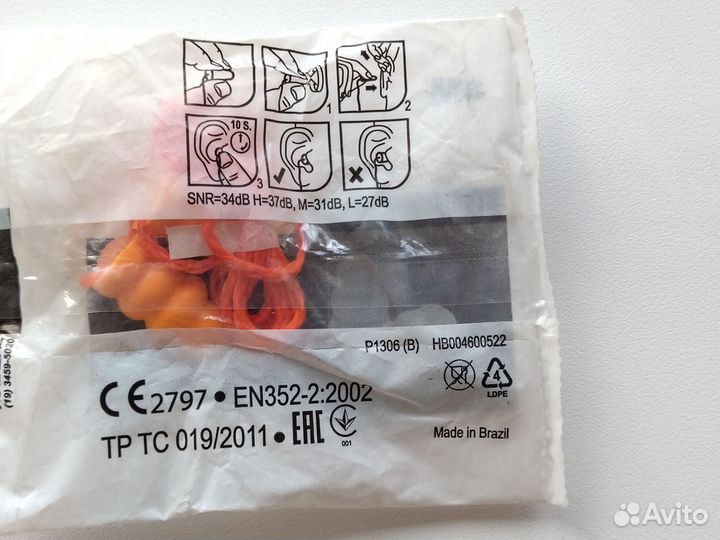 1
2
10 S.
3
SNR=34dB H=37dB, M=31dB, L=27dB
P1306 (B) HB004600522
CE 2797 • EN352-2:2002
4
LDPE
TP TC 019/2011 • EAC
001
Made in Brazil
Avito